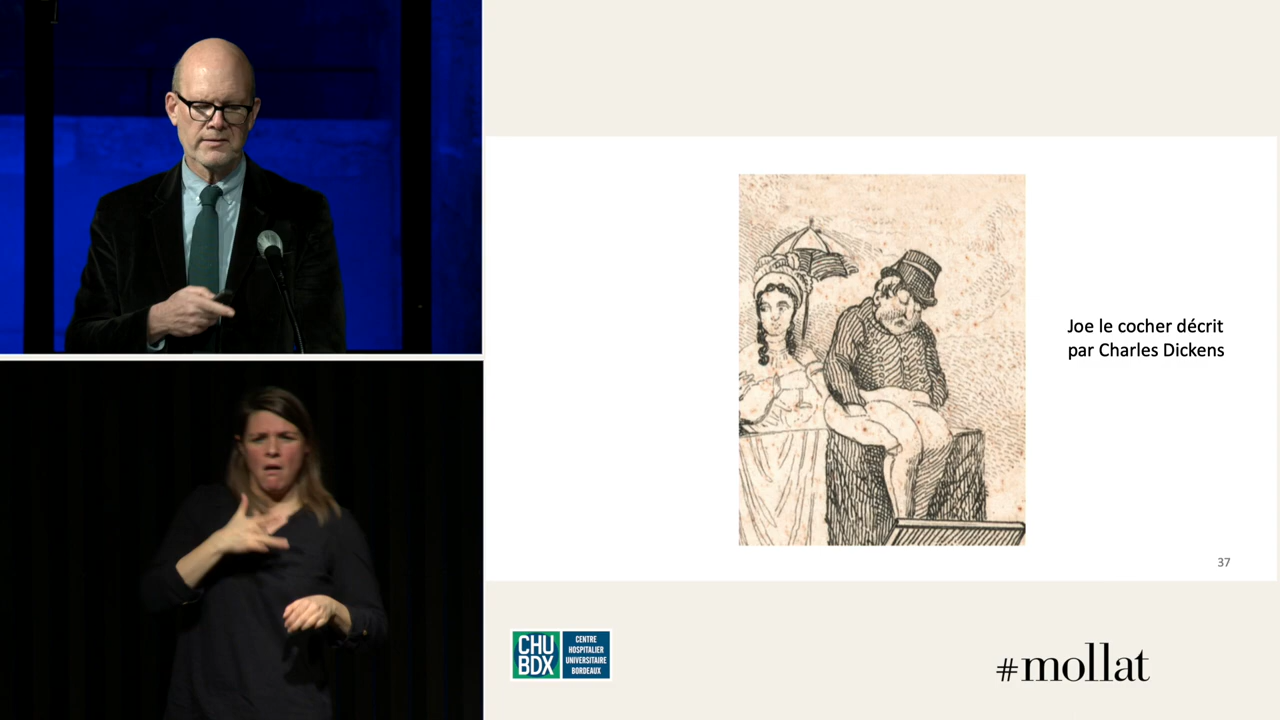 Joe le cocher décrit
par Charles Dickens
37
CHU
BDX
CENTRE
HOSPITALIER
UNIVERSITAIRE
BORDEAUX
#mollat